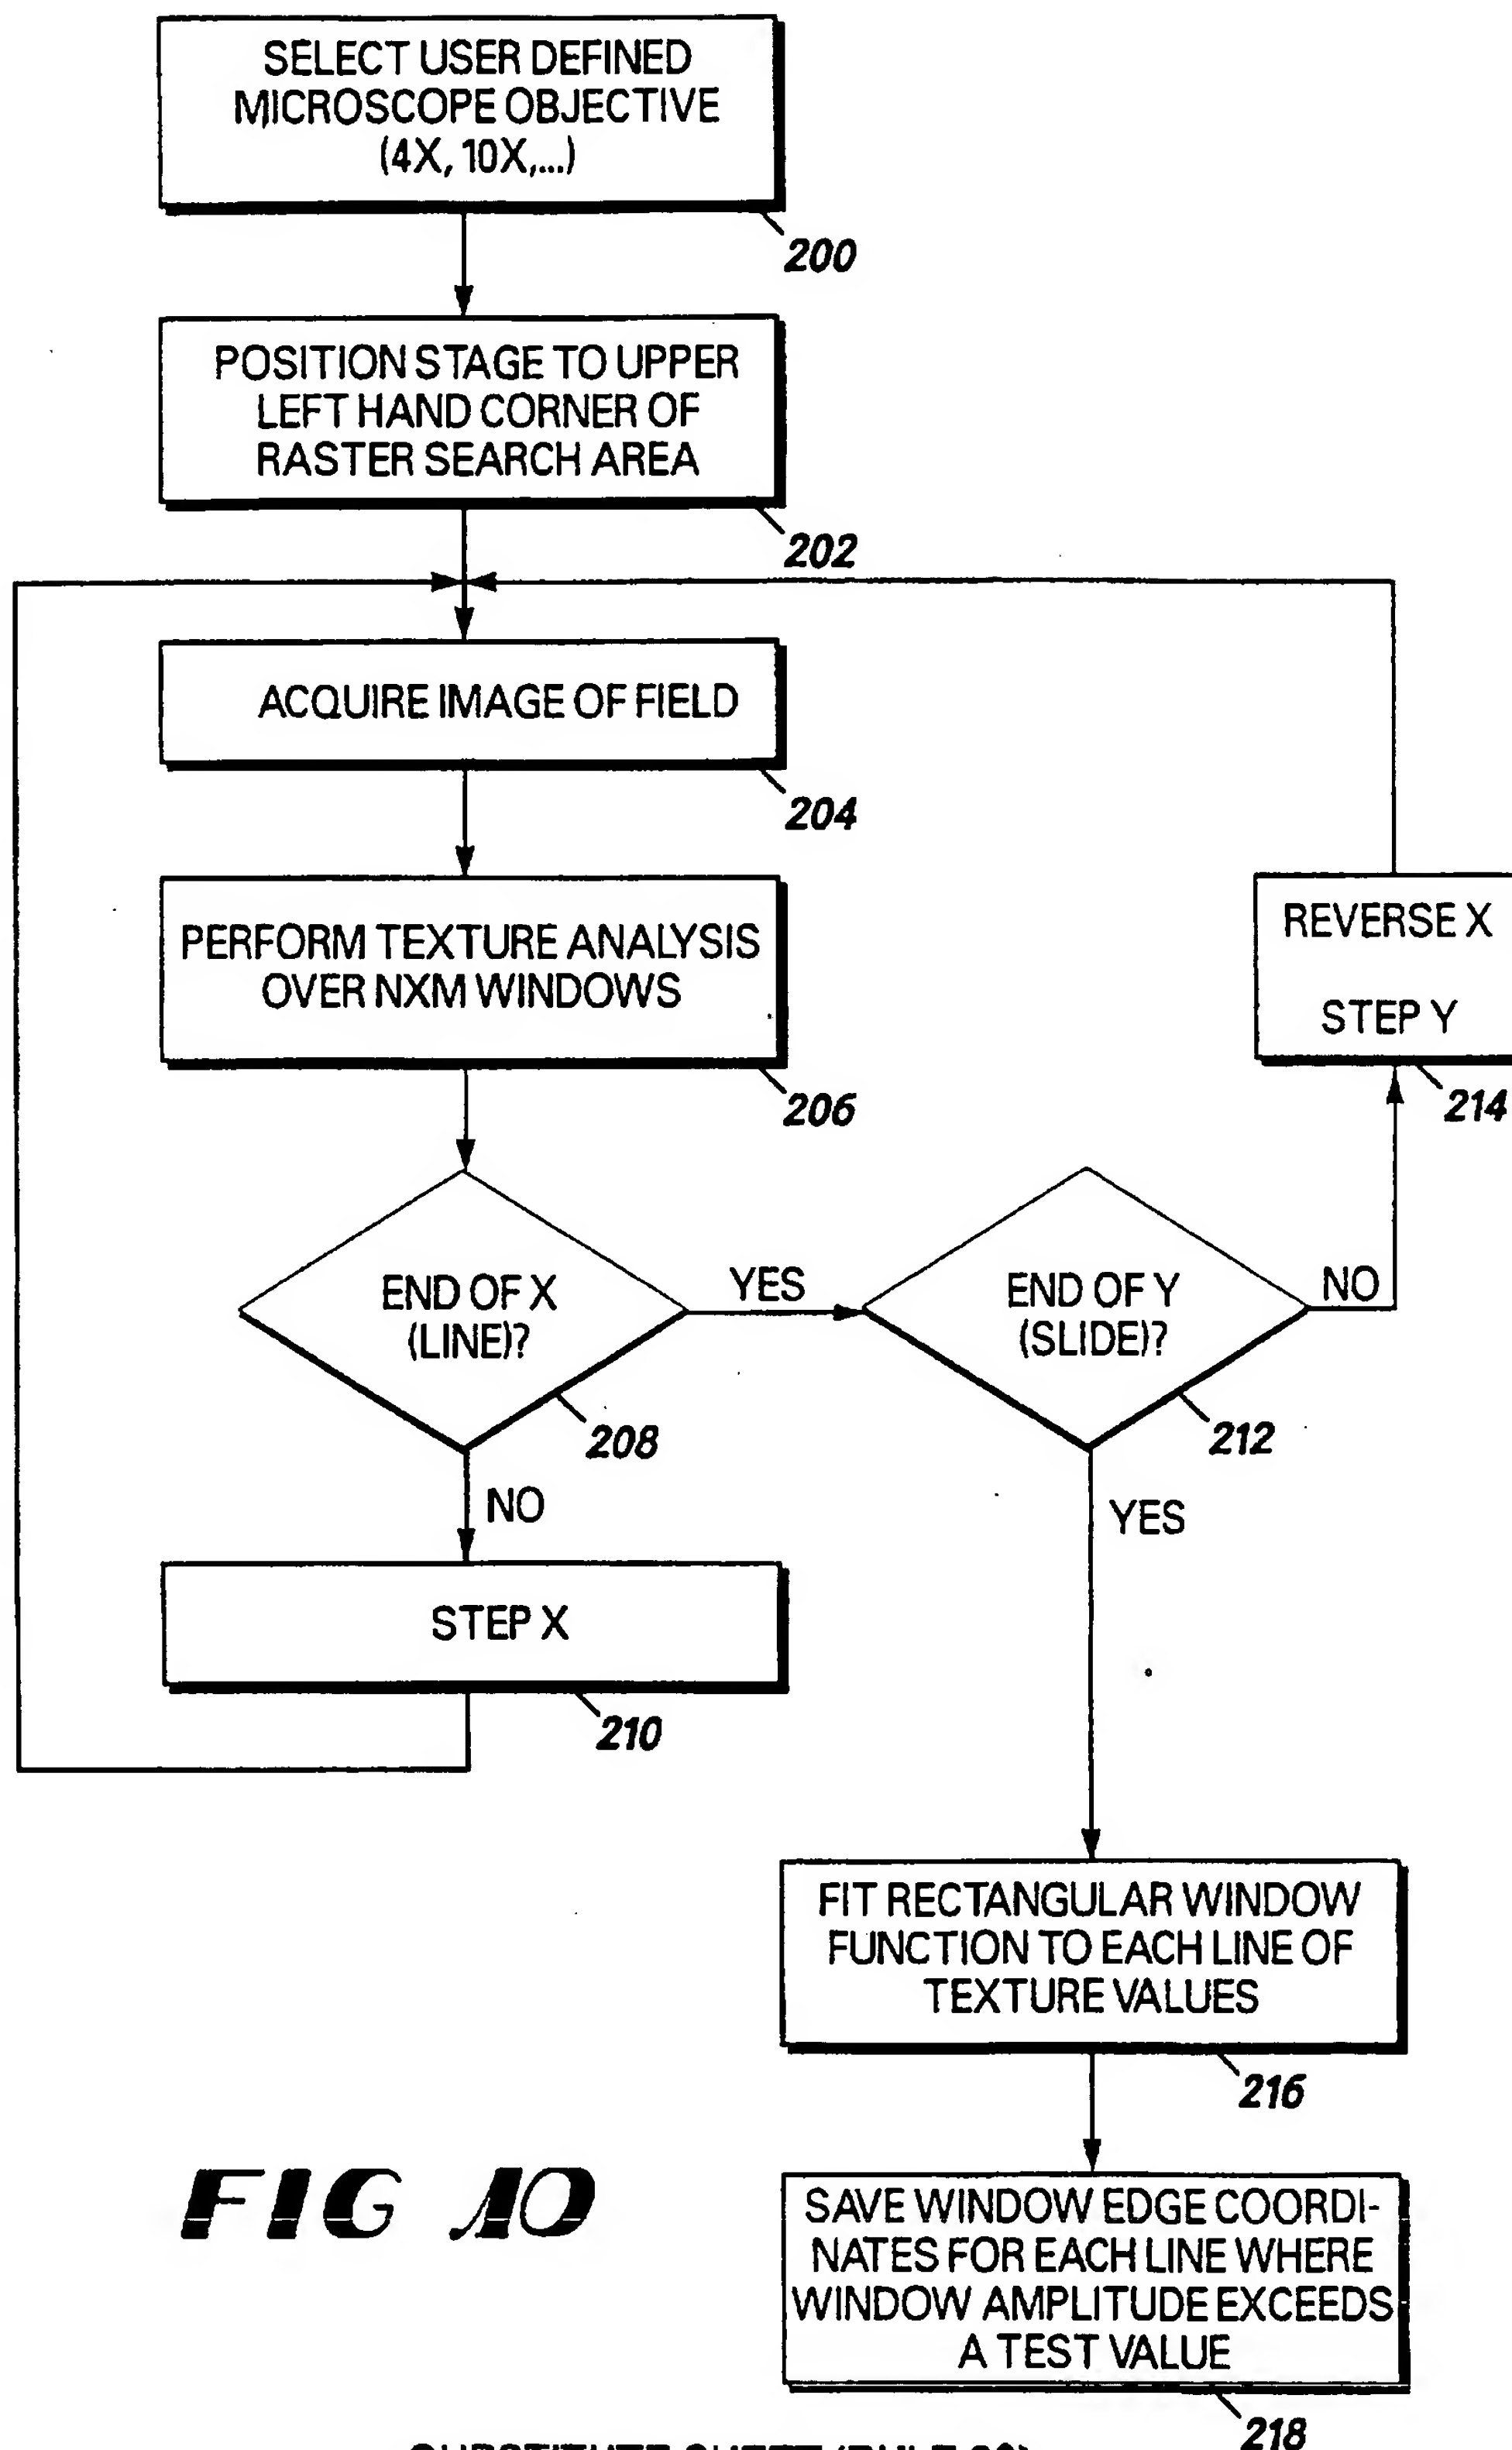 SELECT USER DEFINED
MICROSCOPE OBJECTIVE
(4X, 10X,...)
200
POSITION STAGE TO UPPER
LEFT HAND CORNER OF
RASTER SEARCH AREA
202
ACQUIRE IMAGE OF FIELD
204
PERFORM TEXTURE ANALYSIS
OVER NXM WINDOWS
206
REVERSE X
STEP Y
214
END OF X
(LINE)?
208
YES
END OF Y
(SLIDE)?
212
NO
NO
YES
STEP X
210
FIT RECTANGULAR WINDOW
FUNCTION TO EACH LINE OF
TEXTURE VALUES
216
SAVE WINDOW EDGE COORDI-
NATES FOR EACH LINE WHERE
WINDOW AMPLITUDE EXCEEDS
A TEST VALUE
218
FIG 10